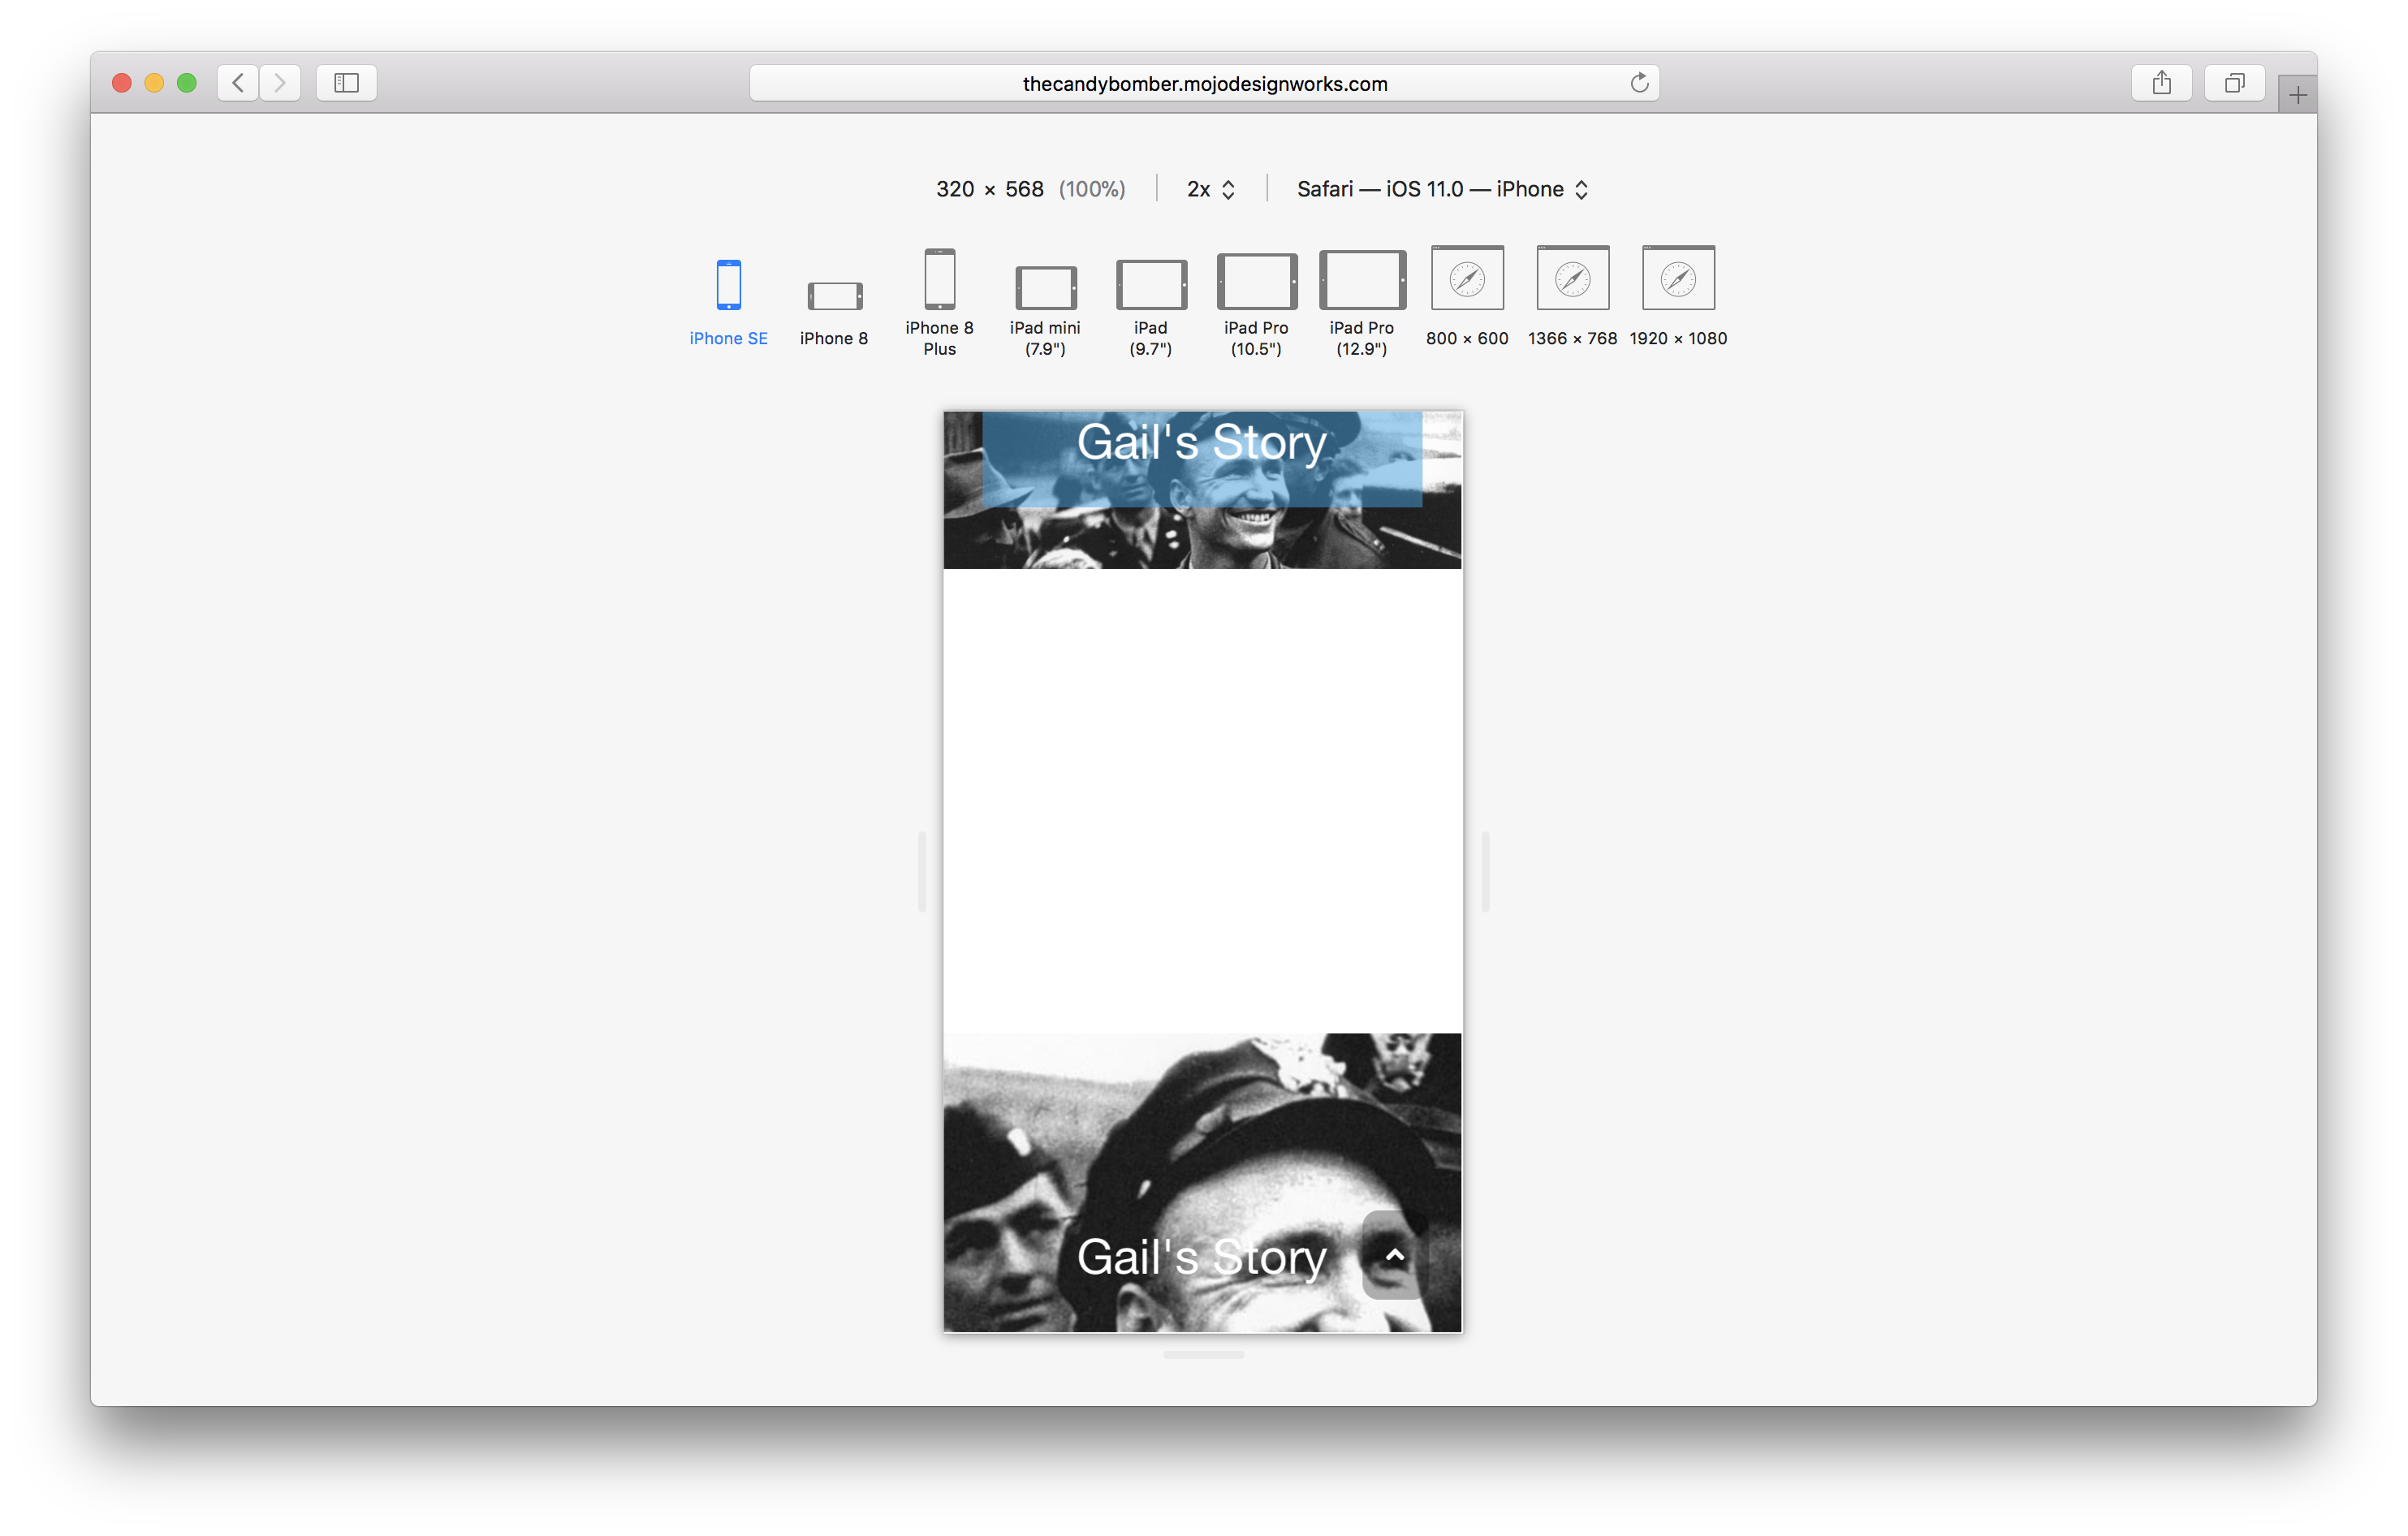 thecandybomber.mojodesignworks.com
320 × 568 (100%) 2x Safari — iOS 11.0 — iPhone
iPhone SE
iPhone 8
iPhone 8
Plus
iPad mini
(7.9")
iPad
(9.7")
iPad Pro
(10.5")
iPad Pro
(12.9")
800 × 600
1366 × 768
1920 × 1080
Gail's Story
Gail's Story